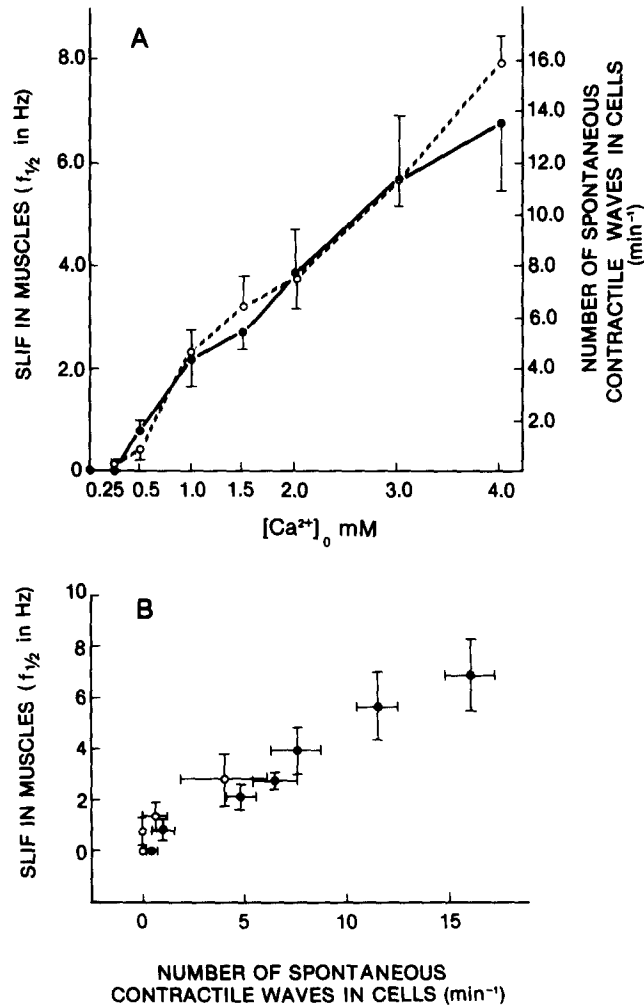 A
SLIF IN MUSCLES (f1/2 in Hz)
8.0
6.0
4.0
2.0
0
16.0
14.0
12.0
10.0
8.0
6.0
4.0
2.0
NUMBER OF SPONTANEOUS
CONTRACTILE WAVES IN CELLS
(min⁻¹)
0.25 0.5 1.0 1.5 2.0 3.0 4.0
[Ca²⁺]₀ mM
B
SLIF IN MUSCLES (f1/2 in Hz)
10
8
6
4
2
0
0 5 10 15
NUMBER OF SPONTANEOUS
CONTRACTILE WAVES IN CELLS (min⁻¹)